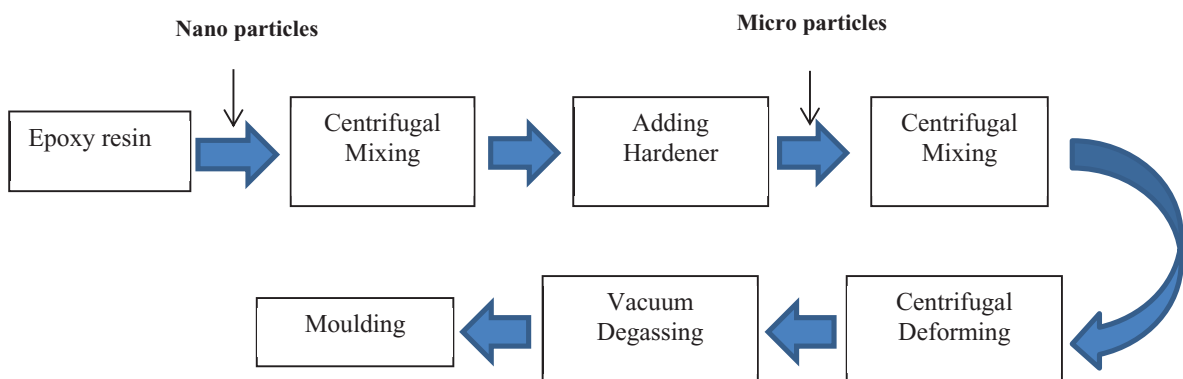 Nano particles
Micro particles
Epoxy resin
Centrifugal
Mixing
Adding
Hardener
Centrifugal
Mixing
Moulding
Vacuum
Degassing
Centrifugal
Deforming